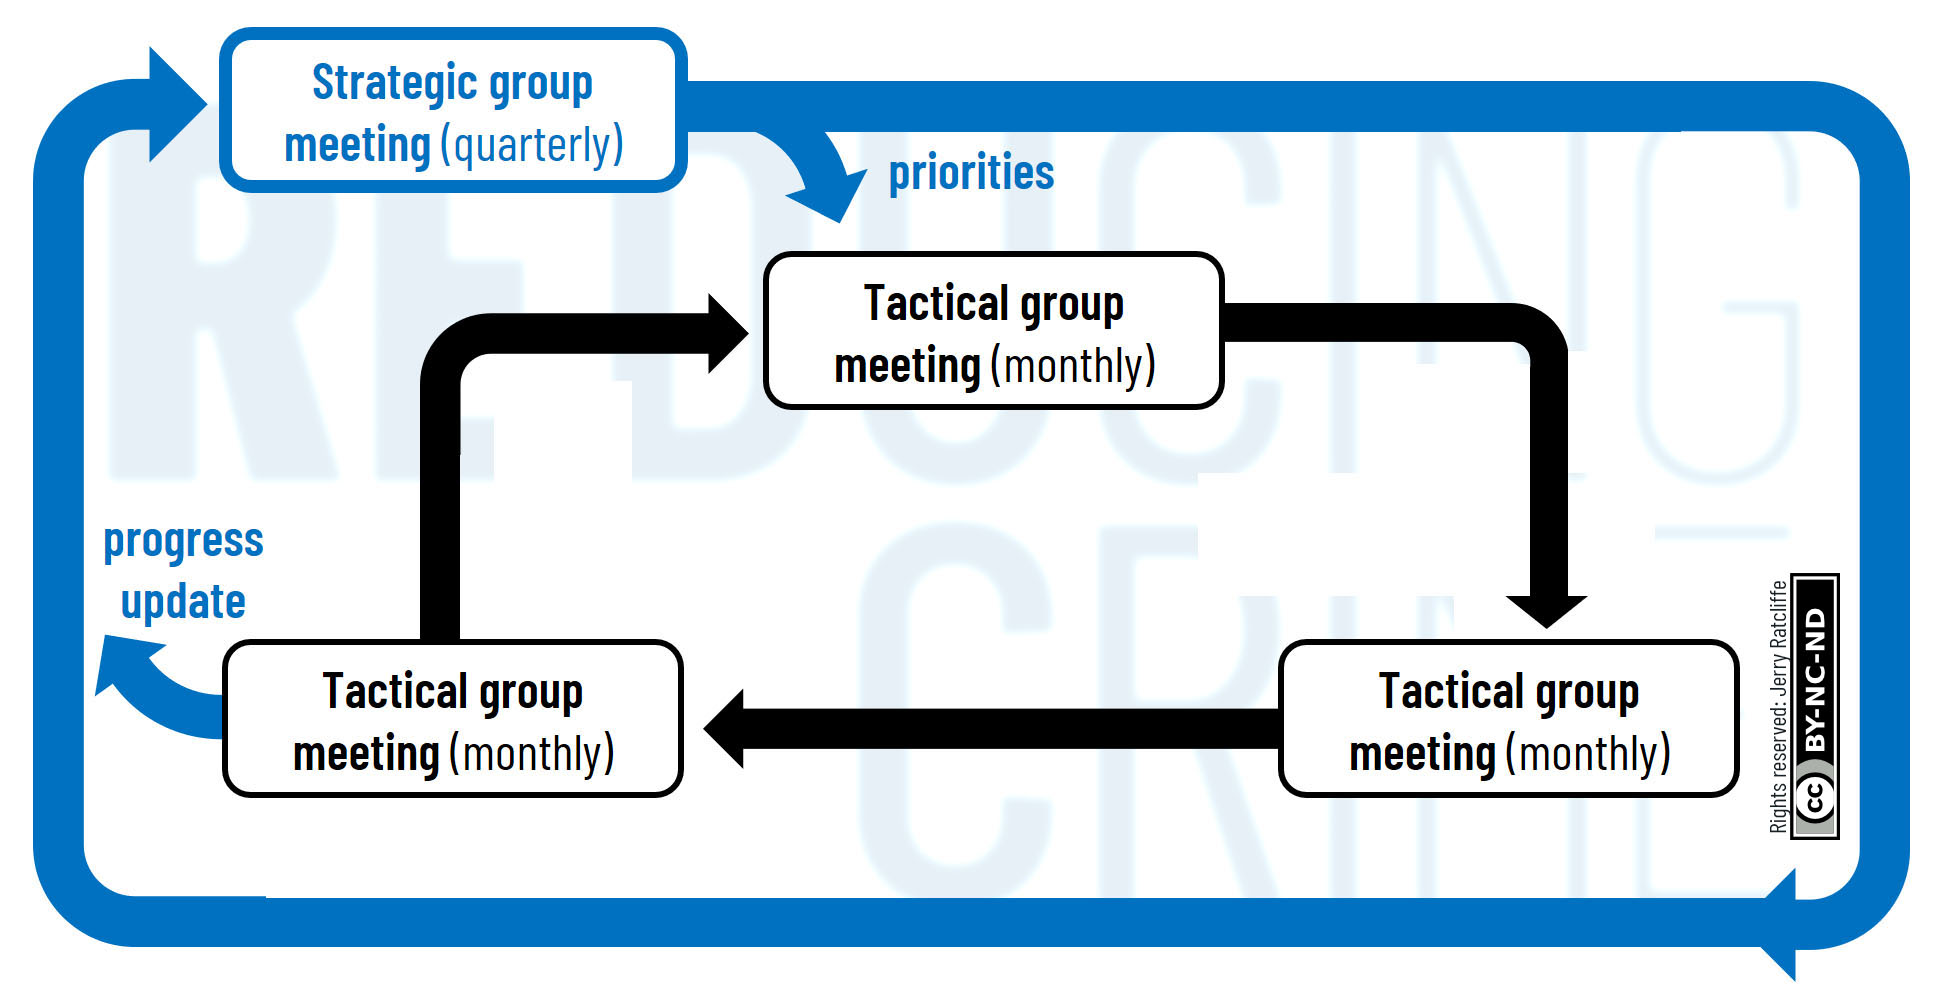 Strategic group
meeting (quarterly)
priorities
Tactical group
meeting (monthly)
progress
update
Tactical group
meeting (monthly)
Tactical group
meeting (monthly)
Rights reserved: Jerry Ratcliffe
BY-NC-ND
cc
REDUCING
CRIME